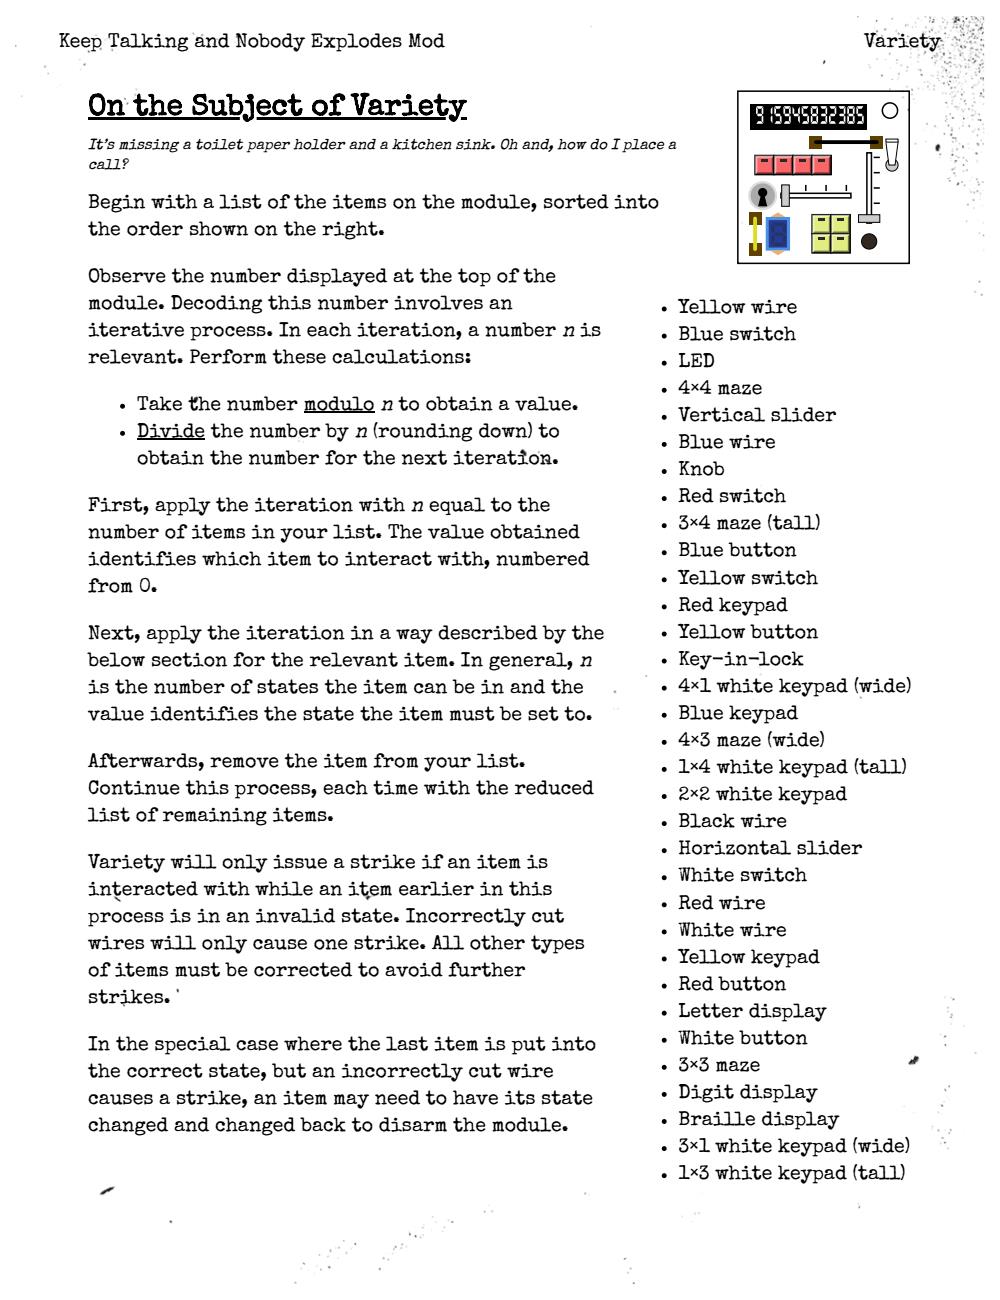 Keep Talking and Nobody Explodes Mod
Variety
On the Subject of Variety
It's missing a toilet paper holder and a kitchen sink. Oh and, how do I place a
call?
Begin with a list of the items on the module, sorted into
the order shown on the right.
Observe the number displayed at the top of the
module. Decoding this number involves an
iterative process. In each iteration, a number n is
relevant. Perform these calculations:
• Take the number modulo n to obtain a value.
• Divide the number by n (rounding down) to
obtain the number for the next iteration.
First, apply the iteration with n equal to the
number of items in your list. The value obtained
identifies which item to interact with, numbered
from 0.
Next, apply the iteration in a way described by the
below section for the relevant item. In general, n
is the number of states the item can be in and the
value identifies the state the item must be set to.
Afterwards, remove the item from your list.
Continue this process, each time with the reduced
list of remaining items.
Variety will only issue a strike if an item is
interacted with while an item earlier in this
process is in an invalid state. Incorrectly cut
wires will only cause one strike. All other types
of items must be corrected to avoid further
strikes.
In the special case where the last item is put into
the correct state, but an incorrectly cut wire
causes a strike, an item may need to have its state
changed and changed back to disarm the module.
915945832385
• Yellow wire
• Blue switch
• LED
• 4×4 maze
• Vertical slider
• Blue wire
• Knob
• Red switch
• 3×4 maze (tall)
• Blue button
• Yellow switch
• Red keypad
• Yellow button
• Key-in-lock
• 4×1 white keypad (wide)
• Blue keypad
• 4×3 maze (wide)
• 1×4 white keypad (tall)
• 2×2 white keypad
• Black wire
• Horizontal slider
• White switch
• Red wire
• White wire
• Yellow keypad
• Red button
• Letter display
• White button
• 3×3 maze
• Digit display
• Braille display
• 3×1 white keypad (wide)
• 1×3 white keypad (tall)